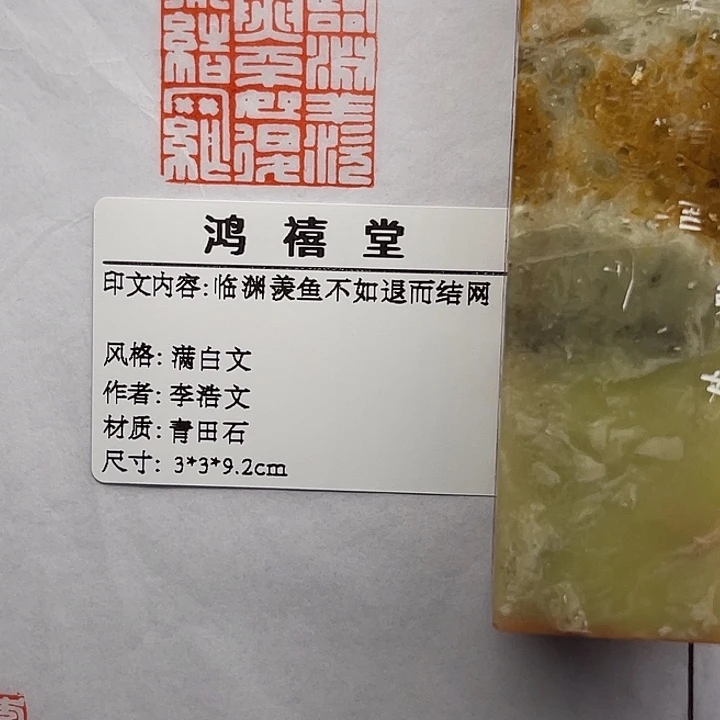 鸿禧堂
印文内容:临渊羡鱼不如退而结网
风格:满白文
作者:李浩文
材质:青田石
尺寸:3*3*9.2cm